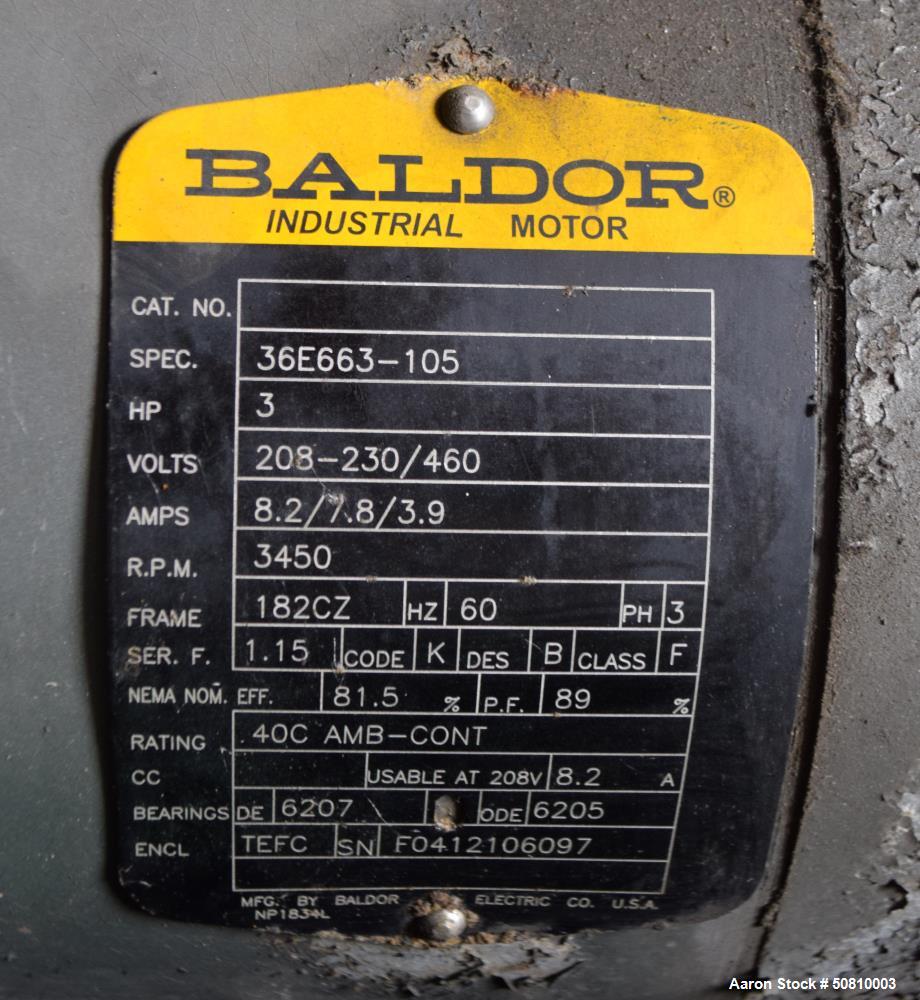 BALDOR®
INDUSTRIAL MOTOR
CAT. NO.
SPEC. 36E663-105
HP 3
VOLTS 208-230/460
AMPS 8.2/7.8/3.9
R.P.M. 3450
FRAME 182CZ HZ 60 PH 3
SER. F. 1.15 CODE K DES B CLASS F
NEMA NOM. EFF. 81.5 % P.F. 89 %
RATING 40C AMB-CONT
CC USABLE AT 208V 8.2 A
BEARINGS DE 6207 ODE 6205
ENCL TEFC SN F0412106097
MFG. BY BALDOR ELECTRIC CO. U.S.A.
NP1834L
Aaron Stock # 50810003